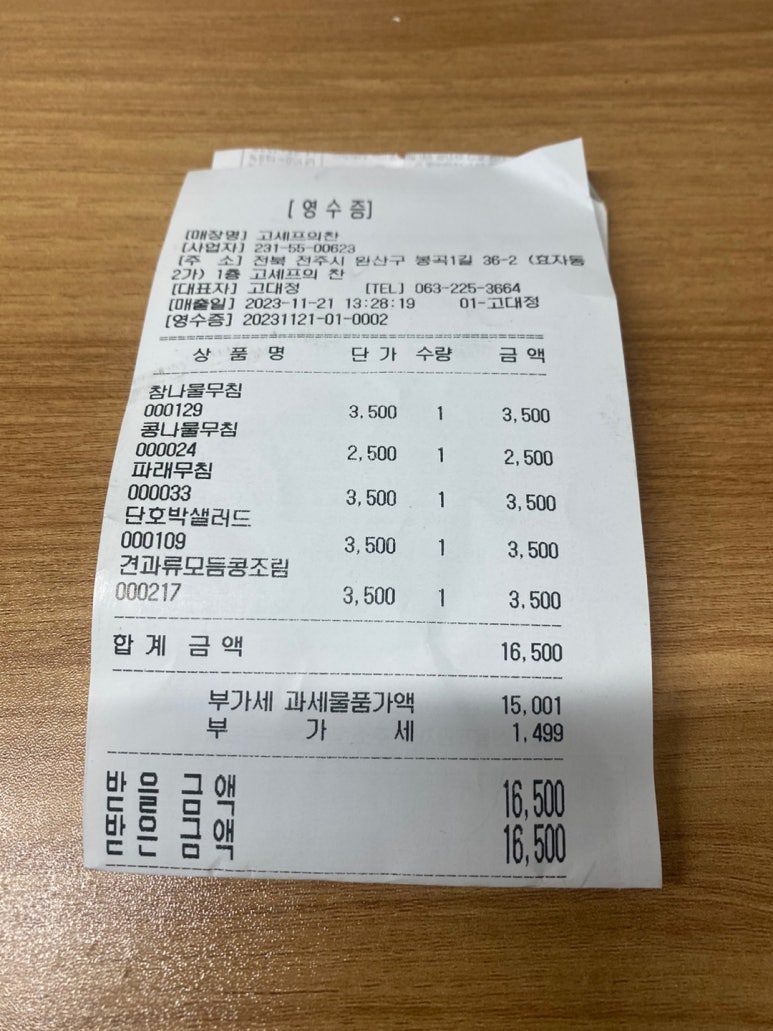 [영수증]
[매장명] 고세프의찬
[사업자] 231-55-00623
[주 소] 전북 전주시 완산구 봉곡1길 36-2 (효자동
2가) 1층 고세프의 찬
[대표자] 고대정 [TEL] 063-225-3664
[매출일] 2023-11-21 13:28:19 01-고대정
[영수증] 20231121-01-0002
상 품 명 단 가 수량 금 액
참나물무침
000129 3,500 1 3,500
콩나물무침
000024 2,500 1 2,500
파래무침
000033 3,500 1 3,500
단호박샐러드
000109 3,500 1 3,500
견과류모듬콩조림
000217 3,500 1 3,500
합 계 금 액 16,500
부가세 과세물품가액 15,001
부 가 세 1,499
받 을 금 액 16,500
받 은 금 액 16,500